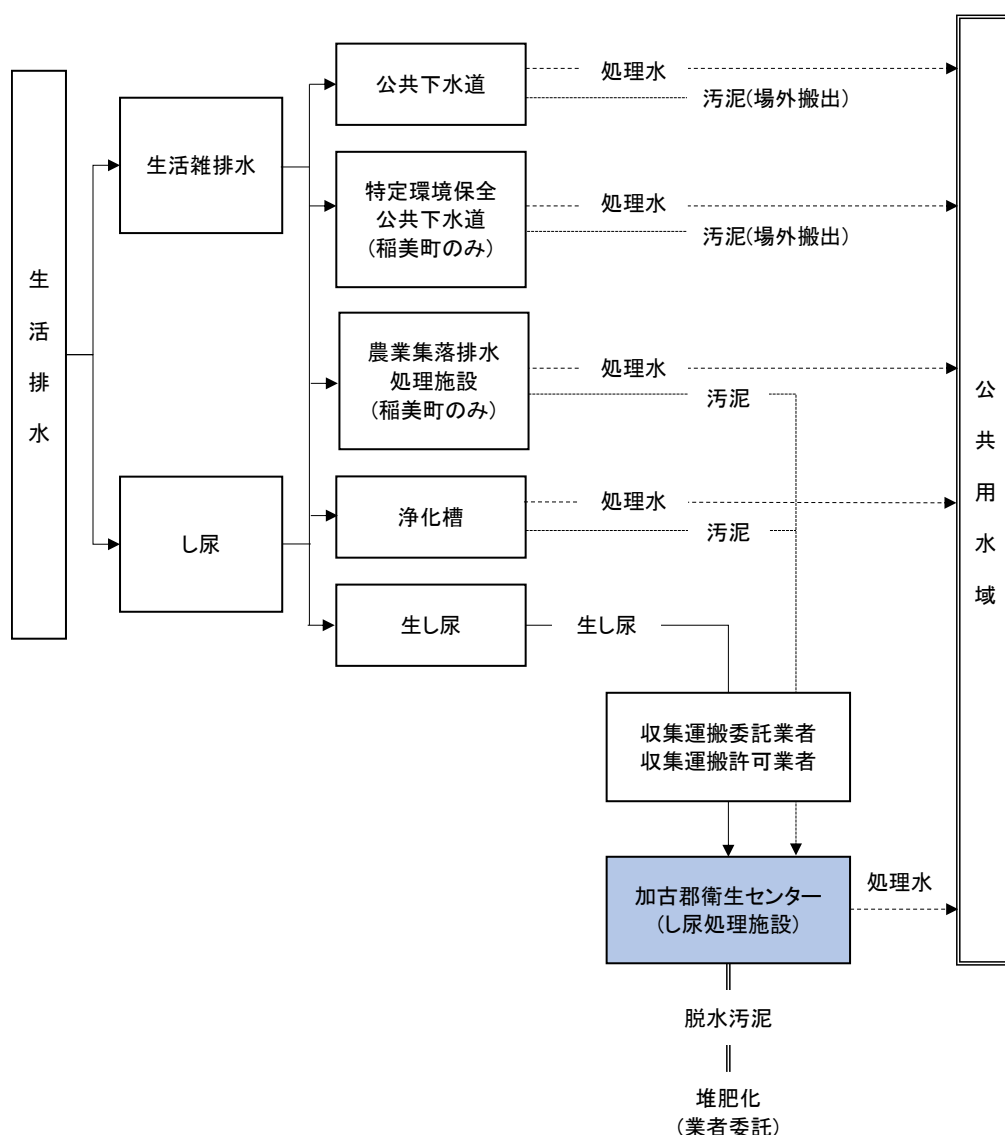 生活排水
生活雑排水
し尿
公共下水道
処理水
汚泥(場外搬出)
特定環境保全
公共下水道
(稲美町のみ)
処理水
汚泥(場外搬出)
農業集落排水
処理施設
(稲美町のみ)
処理水
汚泥
浄化槽
処理水
汚泥
生し尿
生し尿
収集運搬委託業者
収集運搬許可業者
加古郡衛生センター
(し尿処理施設)
処理水
脱水汚泥
堆肥化
(業者委託)
公共用水域